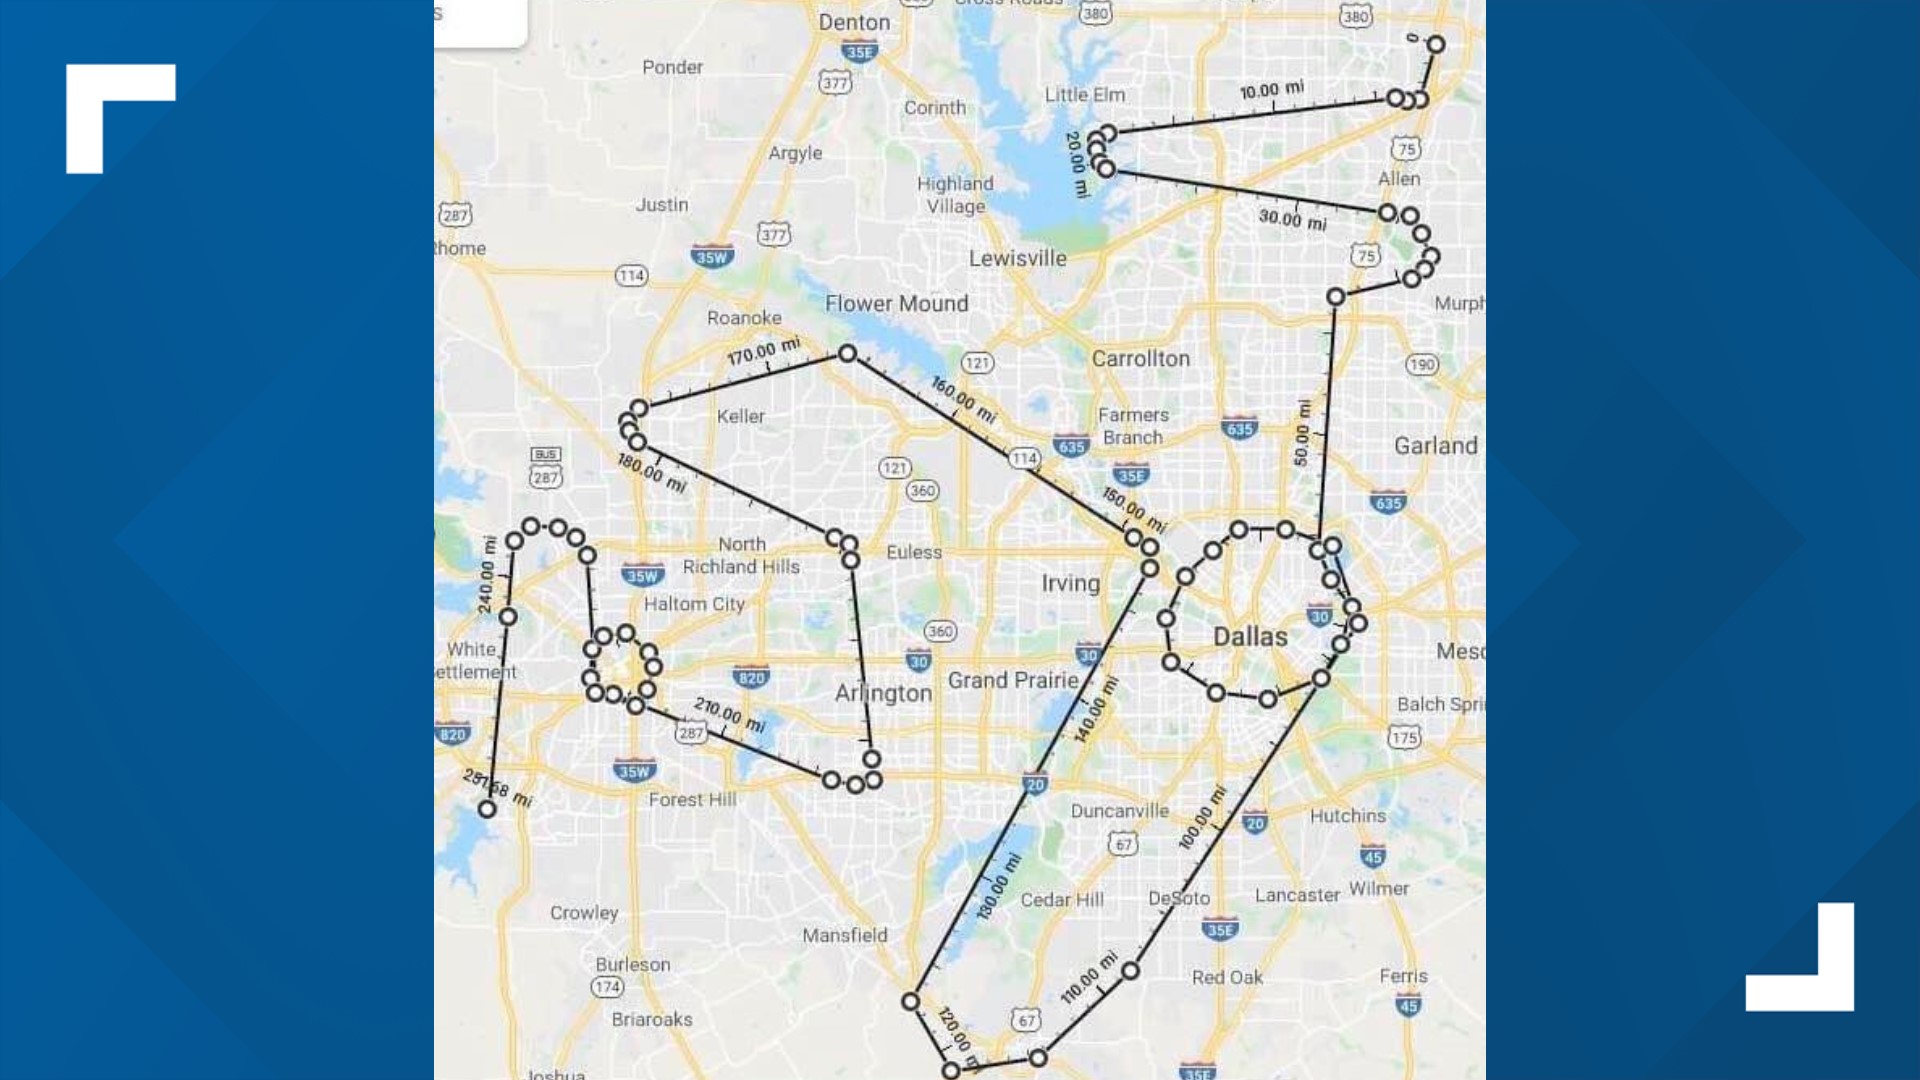 s
Denton
380
380
35E
0
Ponder
377
10.00 mi
Little Elm
Corinth
20.00 mi
75
Argyle
Allen
Highland
Village
Justin
287
30.00 mi
377
Rhome
35W
75
Lewisville
114
Flower Mound
Murph
Roanoke
170.00 mi
121
Carrollton
190
160.00 mi
Keller
Farmers
Branch
635
50.00 mi
635
Garland
BUS
287
180.00 mi
121
114
35E
360
150.00 mi
635
North
Richland Hills
Euless
240.00 mi
35W
Irving
Haltom City
30
360
Dallas
White
ettlement
30
30
Mesq
820
Arlington
Grand Prairie
210.00 mi
140.00 mi
Balch Spri
820
287
175
35W
20
251.68 mi
Forest Hill
Duncanville
100.00 mi
20
Hutchins
67
45
130.00 mi
Cedar Hill
DeSoto
Lancaster
Wilmer
Crowley
35E
Mansfield
Burleson
110.00 mi
Red Oak
Ferris
174
45
Briaroaks
120.00 m
67
Joshua
35E